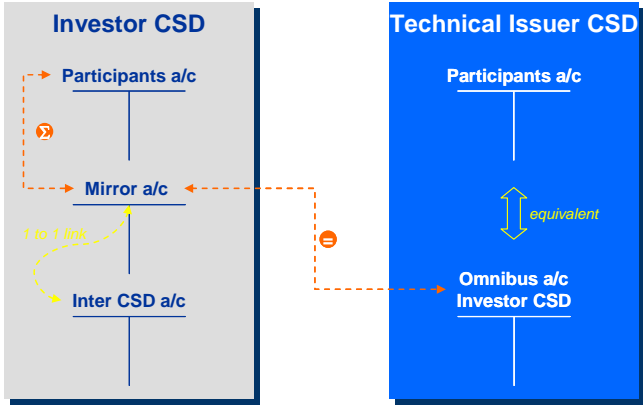 Investor CSD
Technical Issuer CSD
Participants a/c
Participants a/c
Σ
Mirror a/c
equivalent
1 to 1 link
=
Inter CSD a/c
Omnibus a/c
Investor CSD